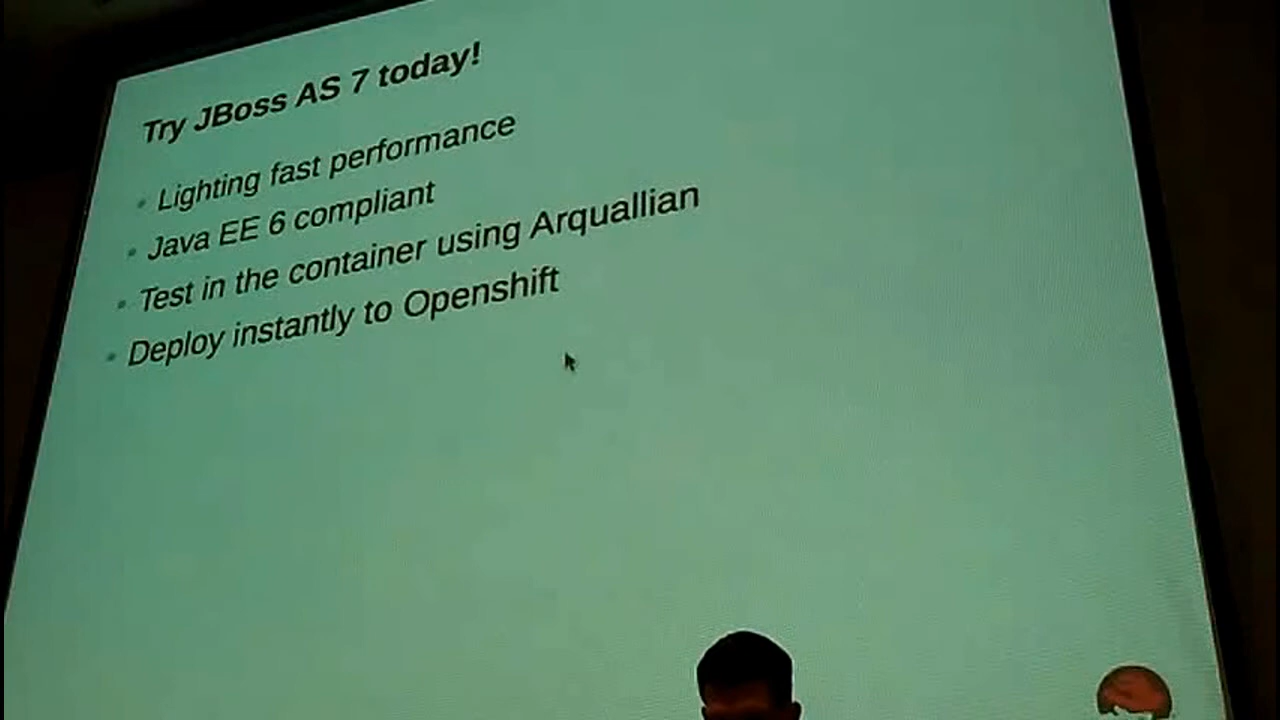 Try JBoss AS 7 today!
Lighting fast performance
Java EE 6 compliant
Test in the container using Arquallian
Deploy instantly to Openshift